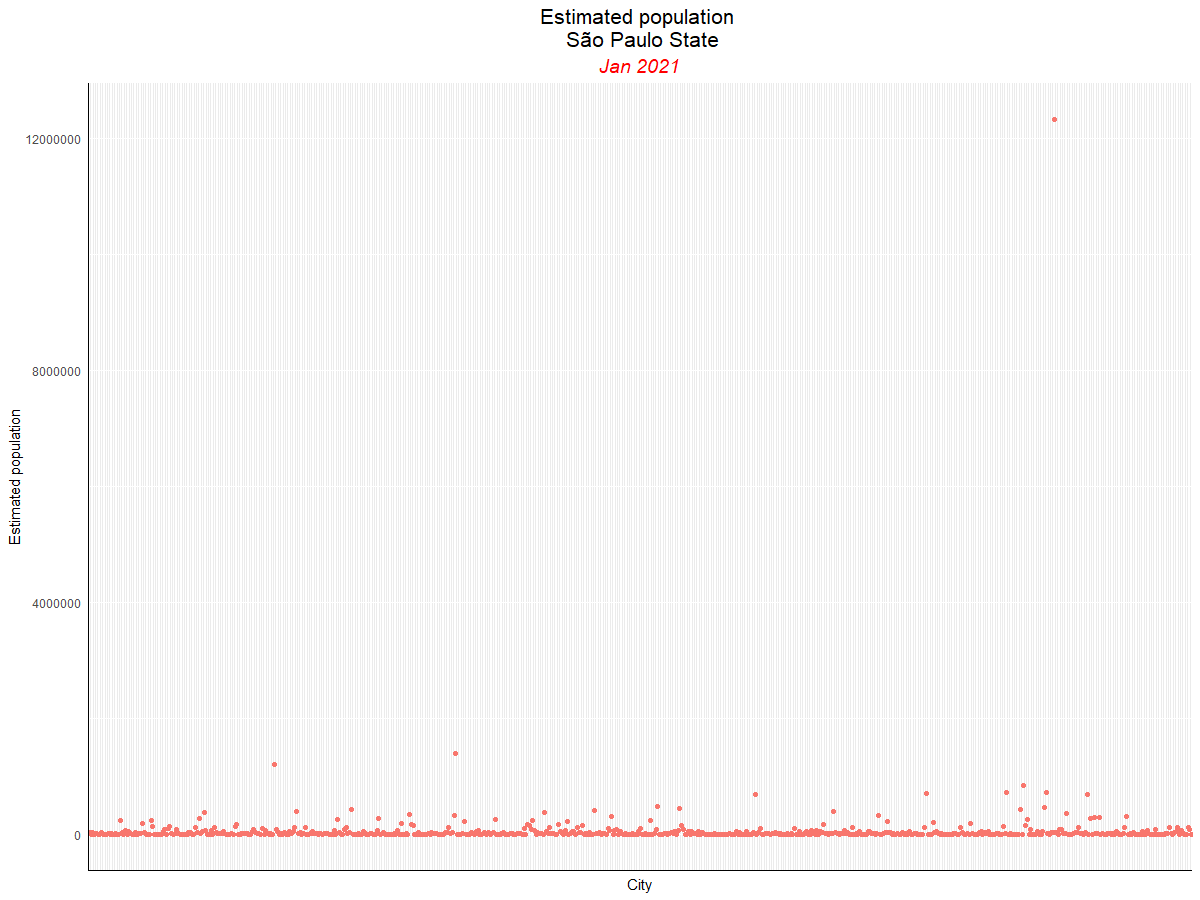 Estimated population
São Paulo State
Jan 2021
12000000
8000000
4000000
0
Estimated population
City